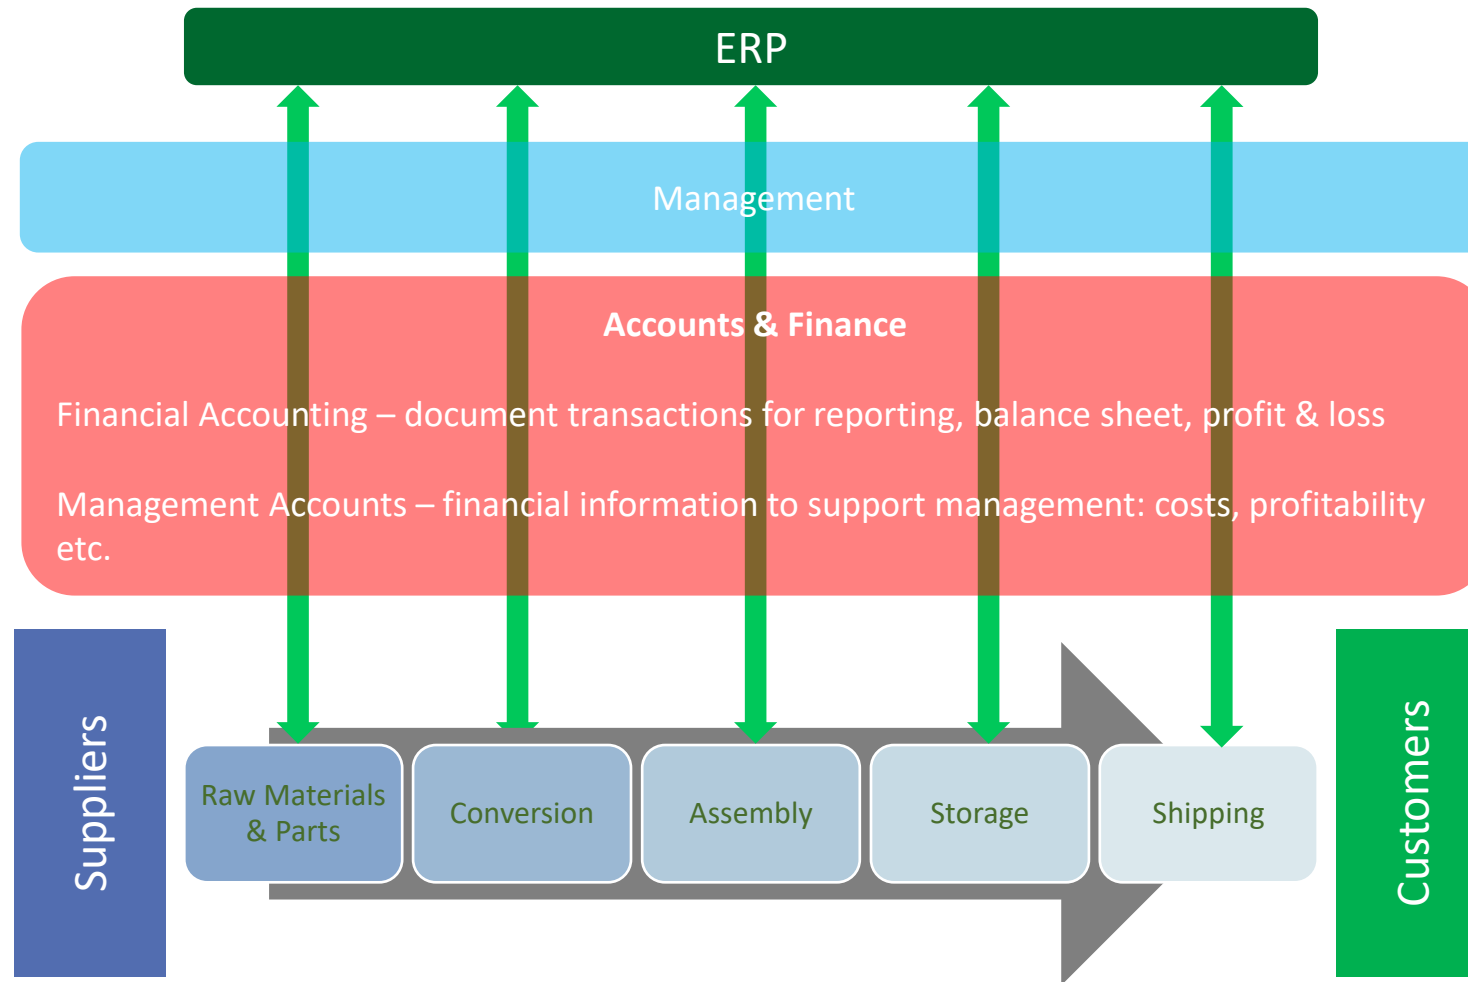 ERP
Management
Accounts & Finance
Financial Accounting – document transactions for reporting, balance sheet, profit & loss
Management Accounts – financial information to support management: costs, profitability
etc.
Suppliers
Raw Materials
& Parts
Conversion
Assembly
Storage
Shipping
Customers